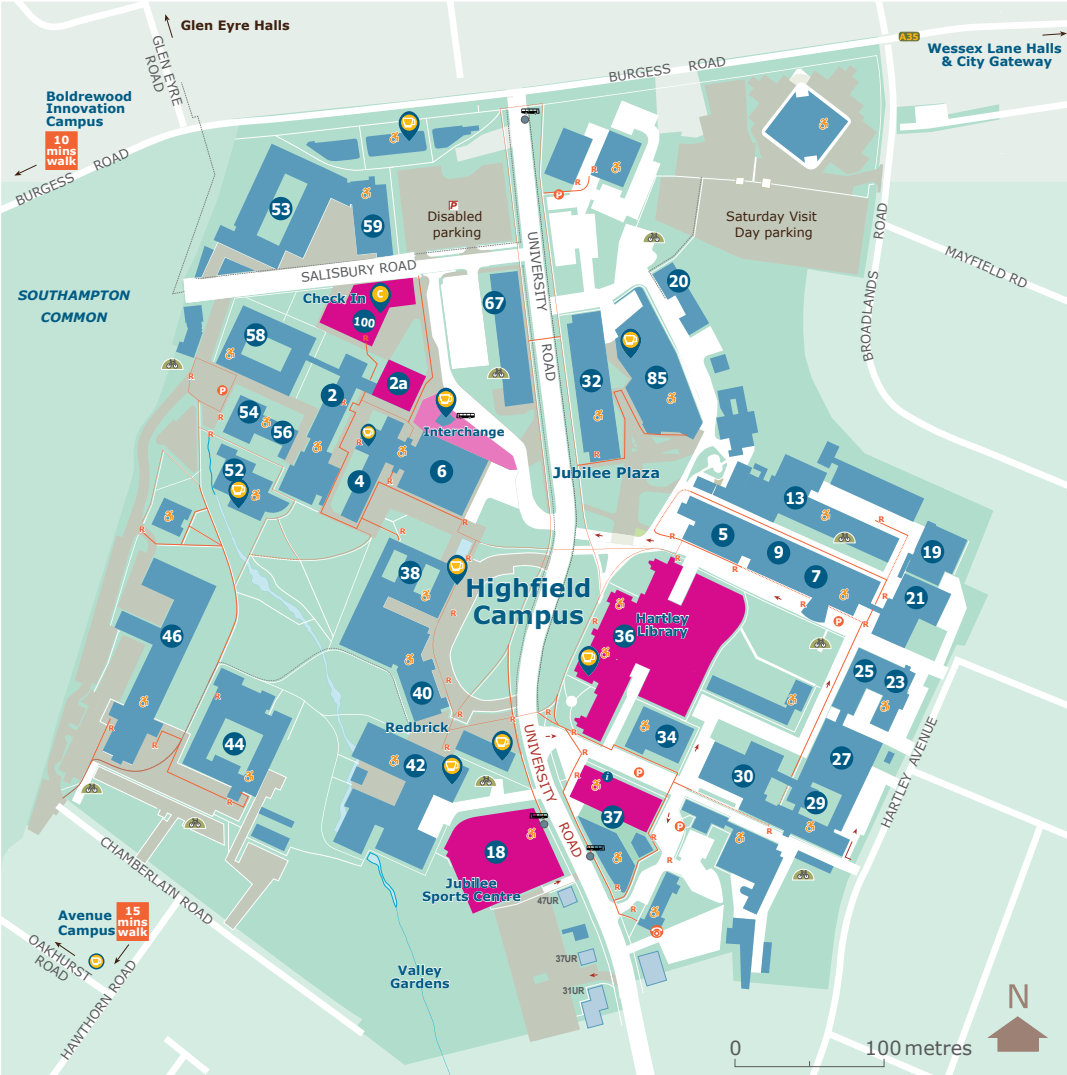 Glen Eyre Halls
A35
Wessex Lane Halls
& City Gateway
GLEN EYRE
ROAD
BURGESS ROAD
Boldrewood
Innovation
Campus
10
mins
walk
BURGESS ROAD
53
59
P
Disabled
parking
UNIVERSITY
ROAD
R
R
P
Saturday Visit
Day parking
BROADLANDS
ROAD
MAYFIELD RD
SALISBURY ROAD
SOUTHAMPTON
COMMON
Check In
C
100
R
67
20
58
32
85
R
P
2
2a
R
54
56
R
R
Interchange
R
52
4
6
R
R
Jubilee Plaza
13
R
R
R
R
5
9
7
19
21
R
R
R
R
R
P
R
38
R
Highfield
Campus
36
Hartley
Library
R
46
40
R
R
R
R
Redbrick
R
R
25
23
R
44
42
R
34
R
27
R
R
UNIVERSITY
ROAD
R
i
P
30
29
HARTLEY AVENUE
R
37
P
R
R
R
18
Jubilee
Sports Centre
R
R
47UR
CHAMBERLAIN ROAD
Avenue
Campus
15
mins
walk
OAKHURST
ROAD
HAWTHORN ROAD
37UR
31UR
Valley
Gardens
N
0
100 metres